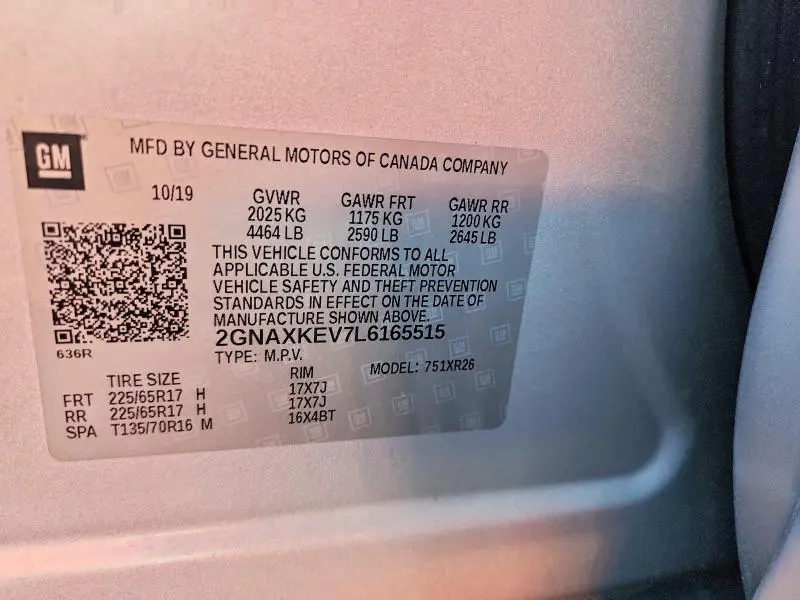 GM
MFD BY GENERAL MOTORS OF CANADA COMPANY
10/19 GVWR GAWR FRT GAWR RR
2025 KG 1175 KG 1200 KG
4464 LB 2590 LB 2645 LB
THIS VEHICLE CONFORMS TO ALL
APPLICABLE U.S. FEDERAL MOTOR
VEHICLE SAFETY AND THEFT PREVENTION
STANDARDS IN EFFECT ON THE DATE OF
MANUFACTURE SHOWN ABOVE.
2GNAXKEV7L6165515
636R
TYPE: M.P.V. MODEL: 751XR26
TIRE SIZE RIM
FRT 225/65R17 H 17X7J
RR 225/65R17 H 17X7J
SPA T135/70R16 M 16X4BT